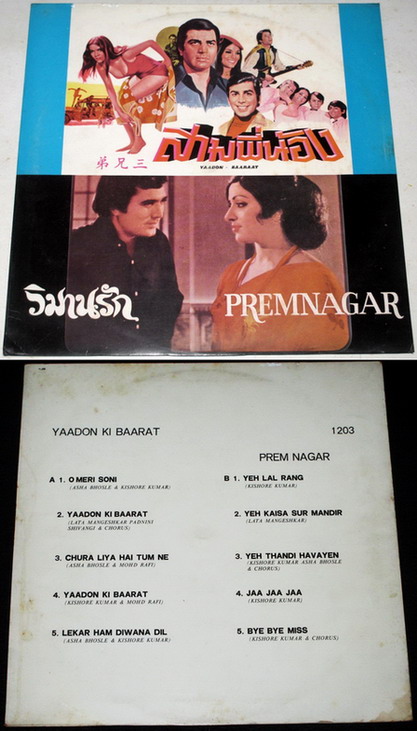 สามพี่น้อง
三兄弟
YAADON - BAARAAT
วิมานรัก
PREMNAGAR
YAADON KI BAARAT
1203
PREM NAGAR
A 1. O MERI SONI
(ASHA BHOSLE & KISHORE KUMAR)
2. YAADON KI BAARAT
(LATA MANGESHKAR PADNINI
SHIVANGI & CHORUS)
3. CHURA LIYA HAI TUM NE
(ASHA BHOSLE & MOHD RAFI)
4. YAADON KI BAARAT
(KISHORE KUMAR & MOHD RAFI)
5. LEKAR HAM DIWANA DIL
(ASHA BHOSLE & KISHORE KUMAR)
B 1. YEH LAL RANG
(KISHORE KUMAR)
2. YEH KAISA SUR MANDIR
(LATA MANGESHKAR)
3. YEH THANDI HAVAYEN
(KISHORE KUMAR ASHA BHOSLE
& CHORUS)
4. JAA JAA JAA
(KISHORE KUMAR)
5. BYE BYE MISS
(KISHORE KUMAR & CHORUS)